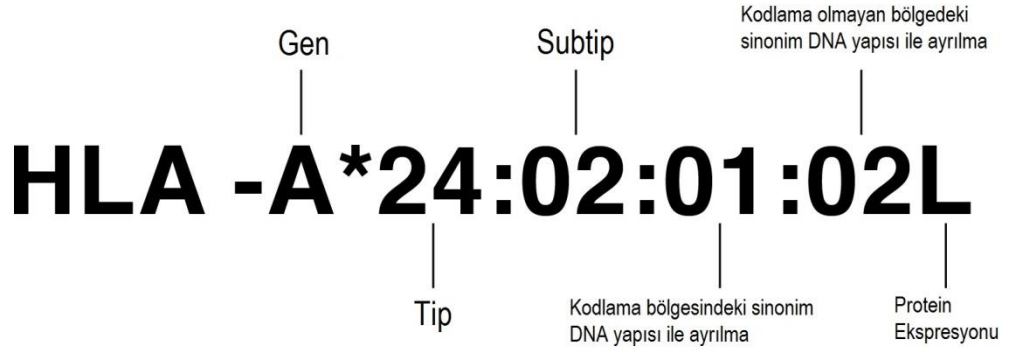 Gen
Subtip
Kodlama olmayan bölgedeki
sinonim DNA yapısı ile ayrılma
HLA -A*24:02:01:02L
Tip
Kodlama bölgesindeki sinonim
DNA yapısı ile ayrılma
Protein
Ekspresyonu